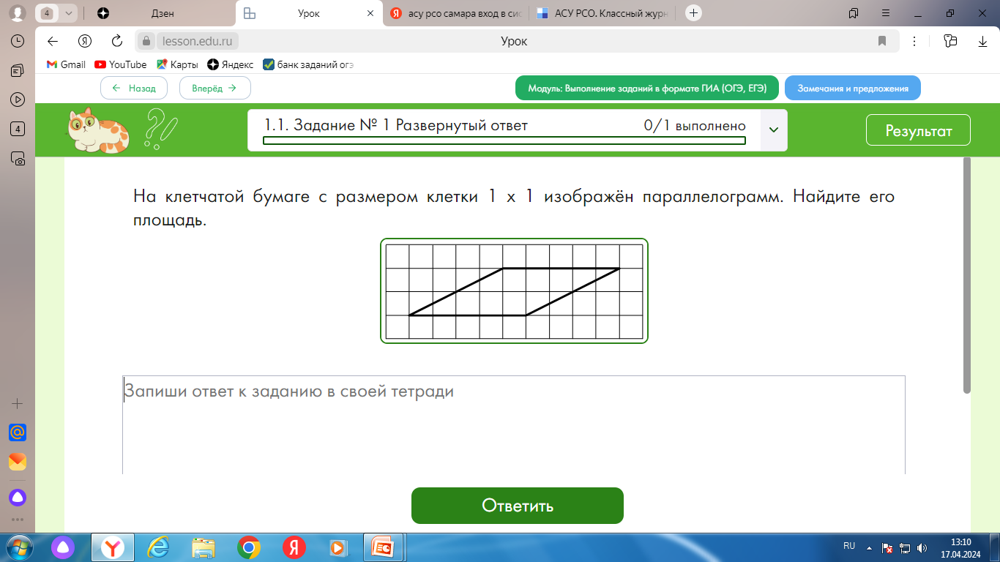 4
Дзен
Урок
асу рсо самара вход в сис
АСУ РСО. Классный журн
lesson.edu.ru
Урок
Gmail
YouTube
Карты
Яндекс
банк заданий огэ
Назад
Вперёд
Модуль: Выполнение заданий в формате ГИА (ОГЭ, ЕГЭ)
Замечания и предложения
4
1.1. Задание № 1 Развернутый ответ
0/1 выполнено
Результат
На клетчатой бумаге с размером клетки 1 x 1 изображён параллелограмм. Найдите его
площадь.
Запиши ответ к заданию в своей тетради
Ответить
RU
13:10
17.04.2024